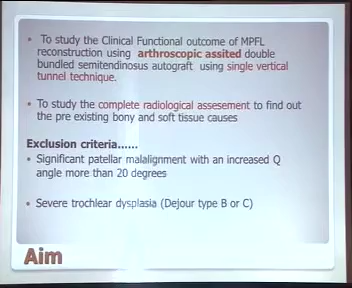 • To study the Clinical Functional outcome of MPFL
reconstruction using arthroscopic assited double
bundled semitendinosus autograft using single vertical
tunnel technique.
• To study the complete radiological assesement to find out
the pre existing bony and soft tissue causes
Exclusion criteria......
• Significant patellar malalignment with an increased Q
angle more than 20 degrees
• Severe trochlear dysplasia (Dejour type B or C)
Aim